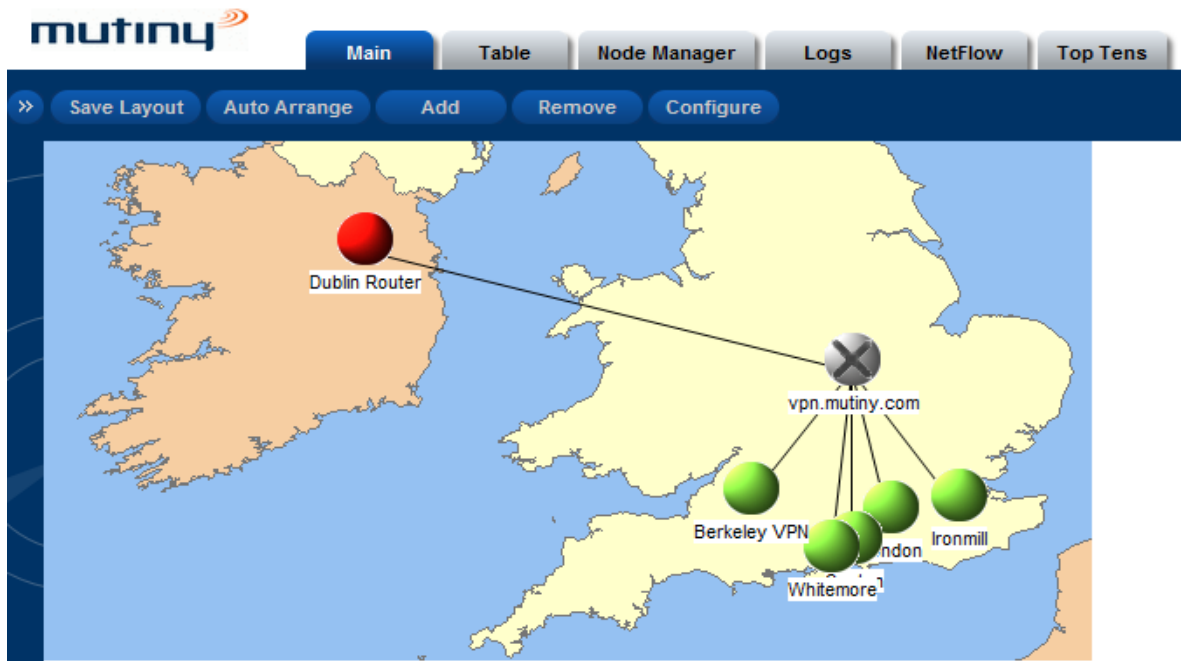 mutiny
Main Table Node Manager Logs NetFlow Top Tens
» Save Layout Auto Arrange Add Remove Configure
Dublin Router
vpn.mutiny.com
Berkeley VPN
Ironmill
ndon
Whitemore